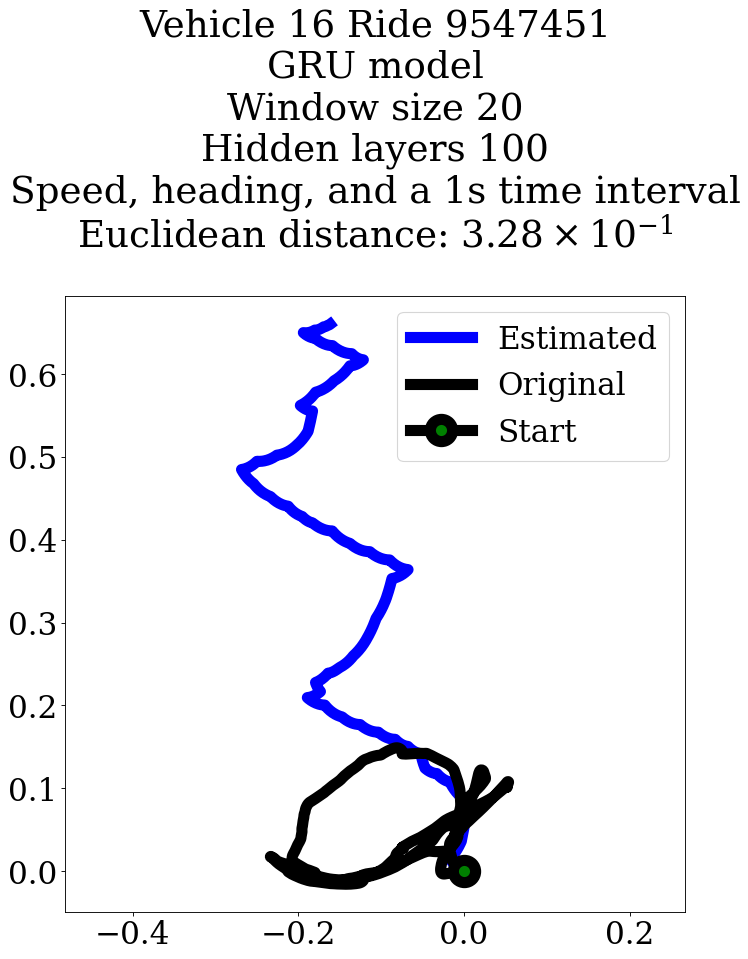 Vehicle 16 Ride 9547451
GRU model
Window size 20
Hidden layers 100
Speed, heading, and a 1s time interval
Euclidean distance: 3.28 × 10⁻¹
Estimated
Original
Start
0.6
0.5
0.4
0.3
0.2
0.1
0.0
−0.4
−0.2
0.0
0.2